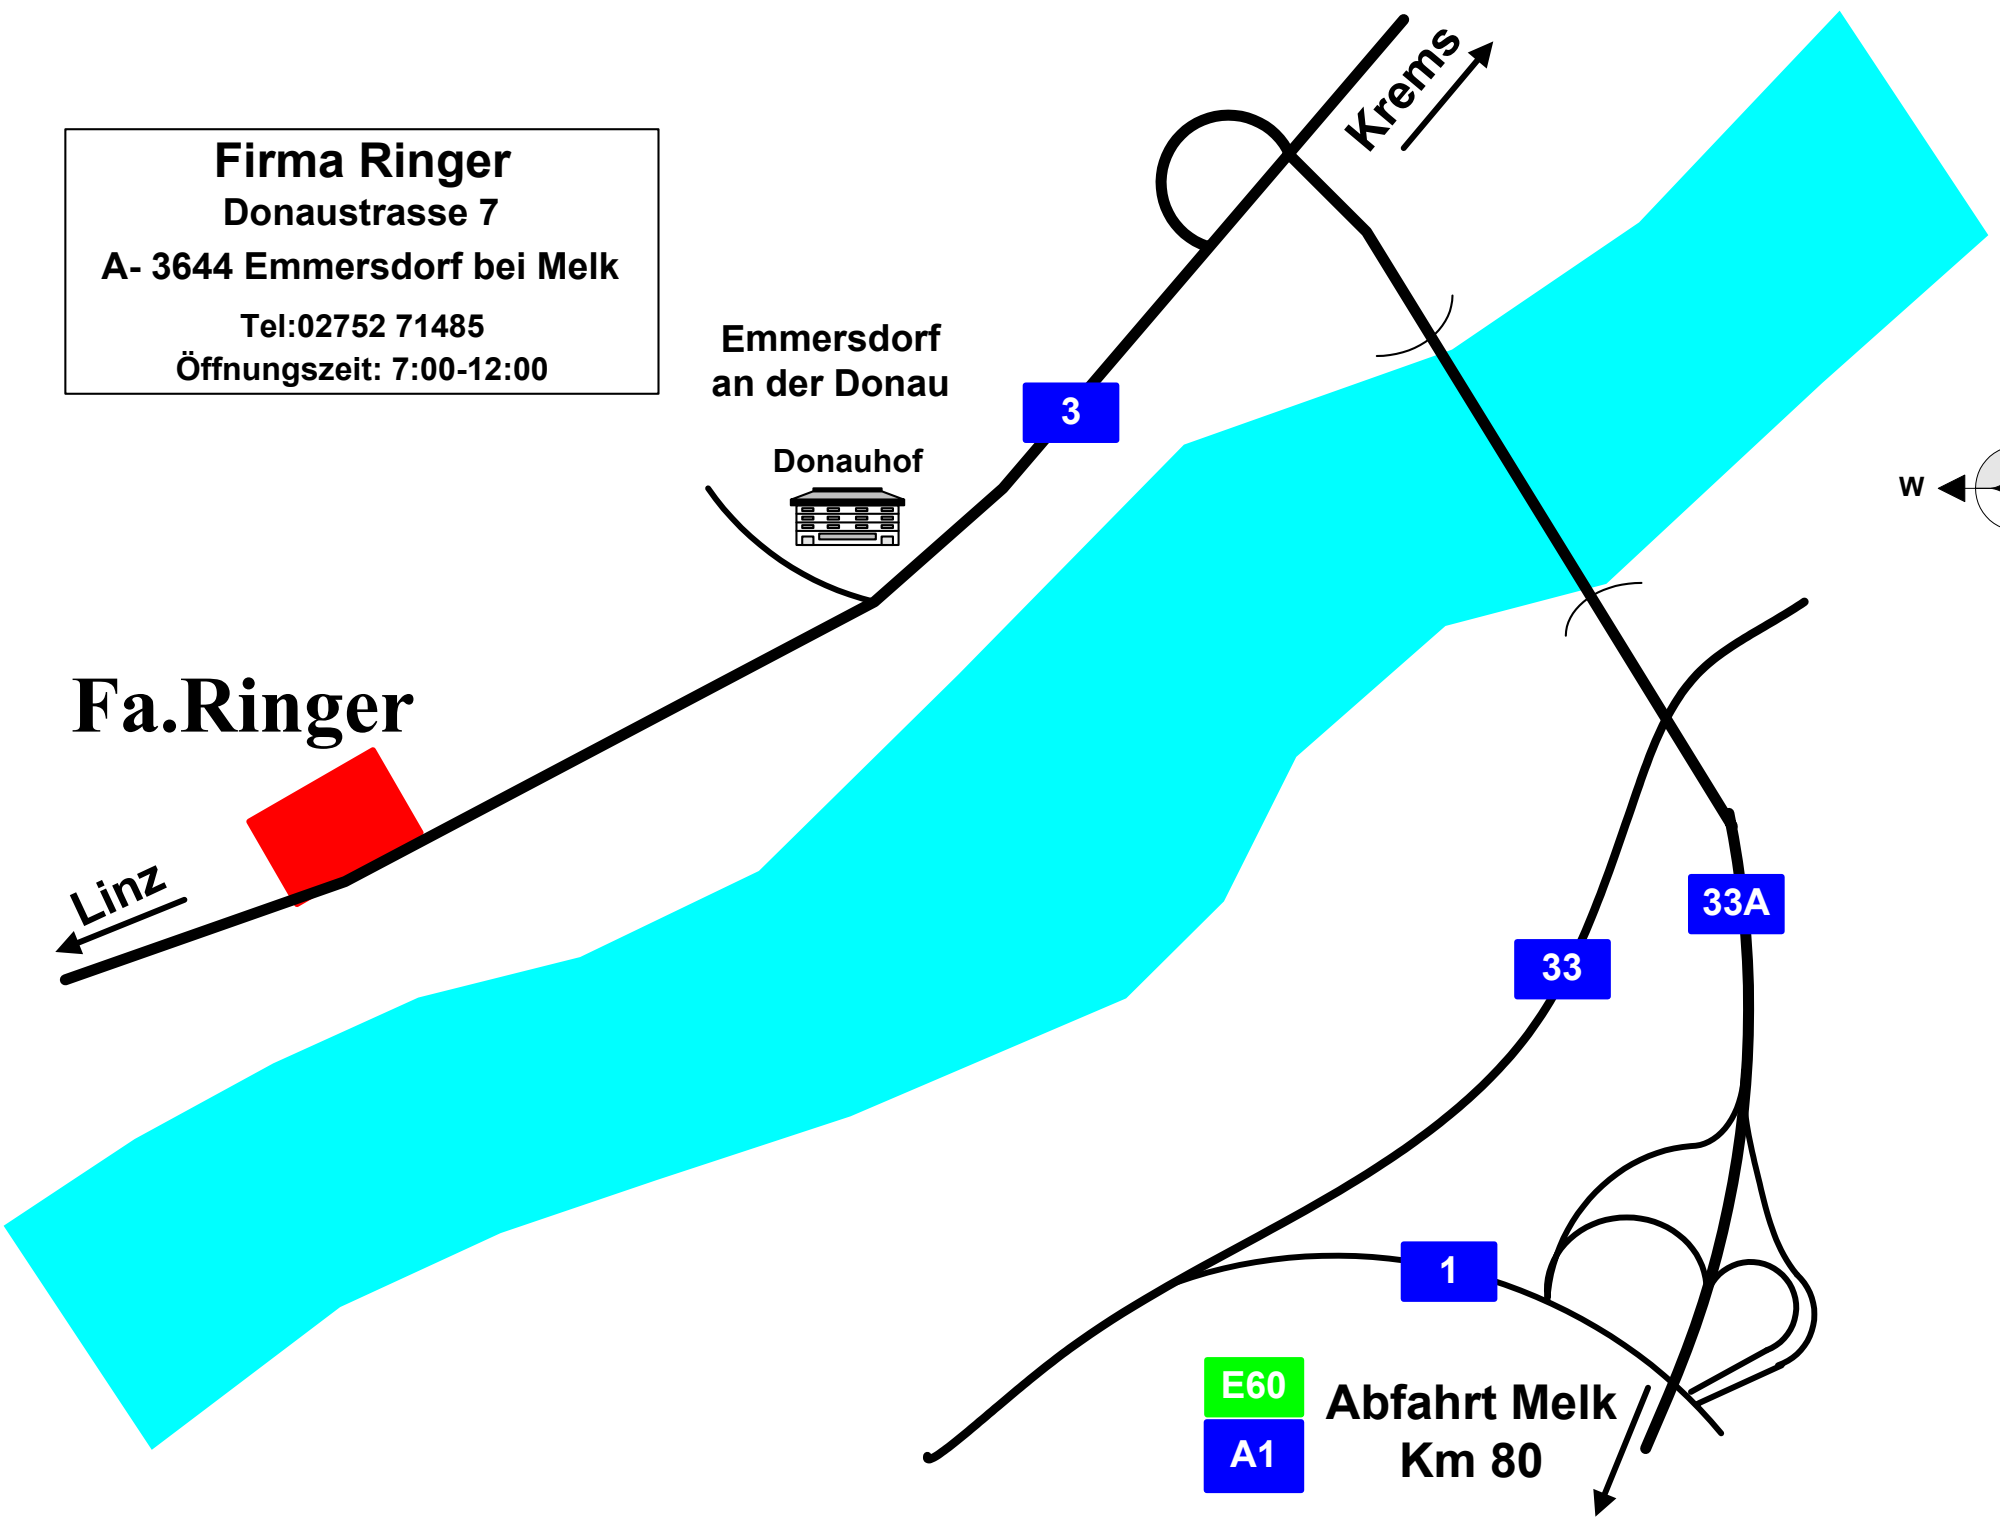 Firma Ringer
Donaustrasse 7
A- 3644 Emmersdorf bei Melk
Tel:02752 71485
Öffnungszeit: 7:00-12:00
Krems
Emmersdorf
an der Donau
3
Donauhof
W
Fa.Ringer
Linz
33A
33
1
E60
A1
Abfahrt Melk
Km 80